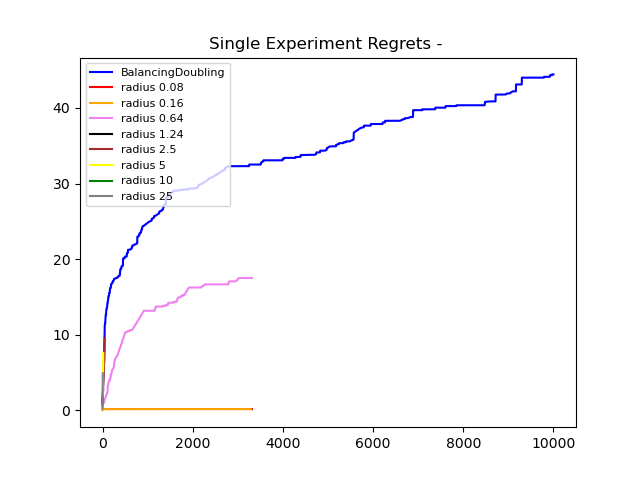 Single Experiment Regrets -
BalancingDoubling
radius 0.08
radius 0.16
radius 0.64
radius 1.24
radius 2.5
radius 5
radius 10
radius 25
40
30
20
10
0
0 2000 4000 6000 8000 10000